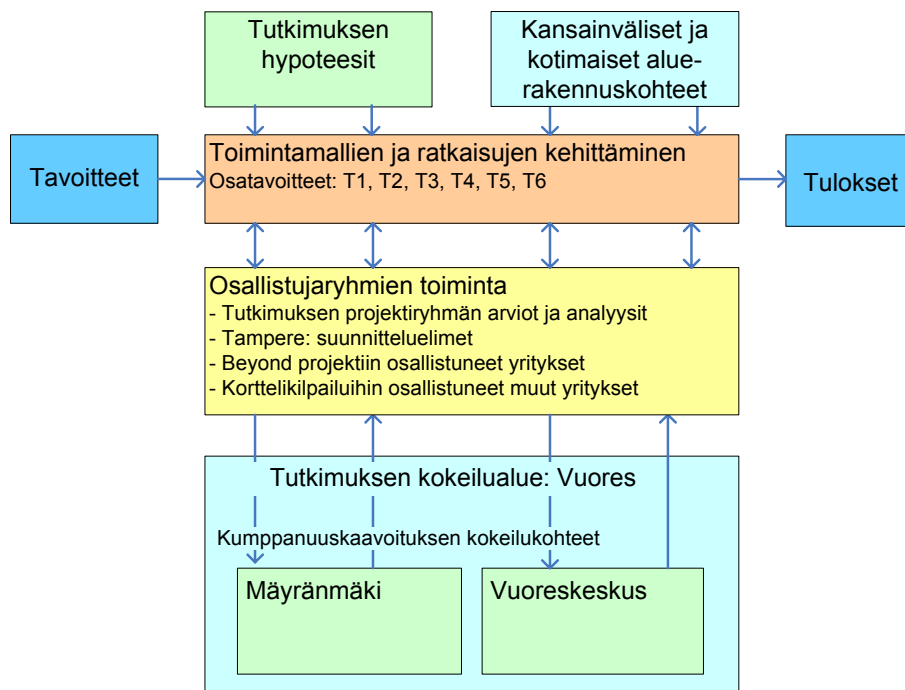 Tutkimuksen
hypoteesit
Kansainväliset ja
kotimaiset alue-
rakennuskohteet
Tavoitteet
Toimintamallien ja ratkaisujen kehittäminen
Osatavoitteet: T1, T2, T3, T4, T5, T6
Tulokset
Osallistujaryhmien toiminta
- Tutkimuksen projektiryhmän arviot ja analyysit
- Tampere: suunnitteluelimet
- Beyond projektiin osallistuneet yritykset
- Korttelikilpailuihin osallistuneet muut yritykset
Tutkimuksen kokeilualue: Vuores
Kumppanuuskaavoituksen kokeilukohteet
Mäyränmäki
Vuoreskeskus